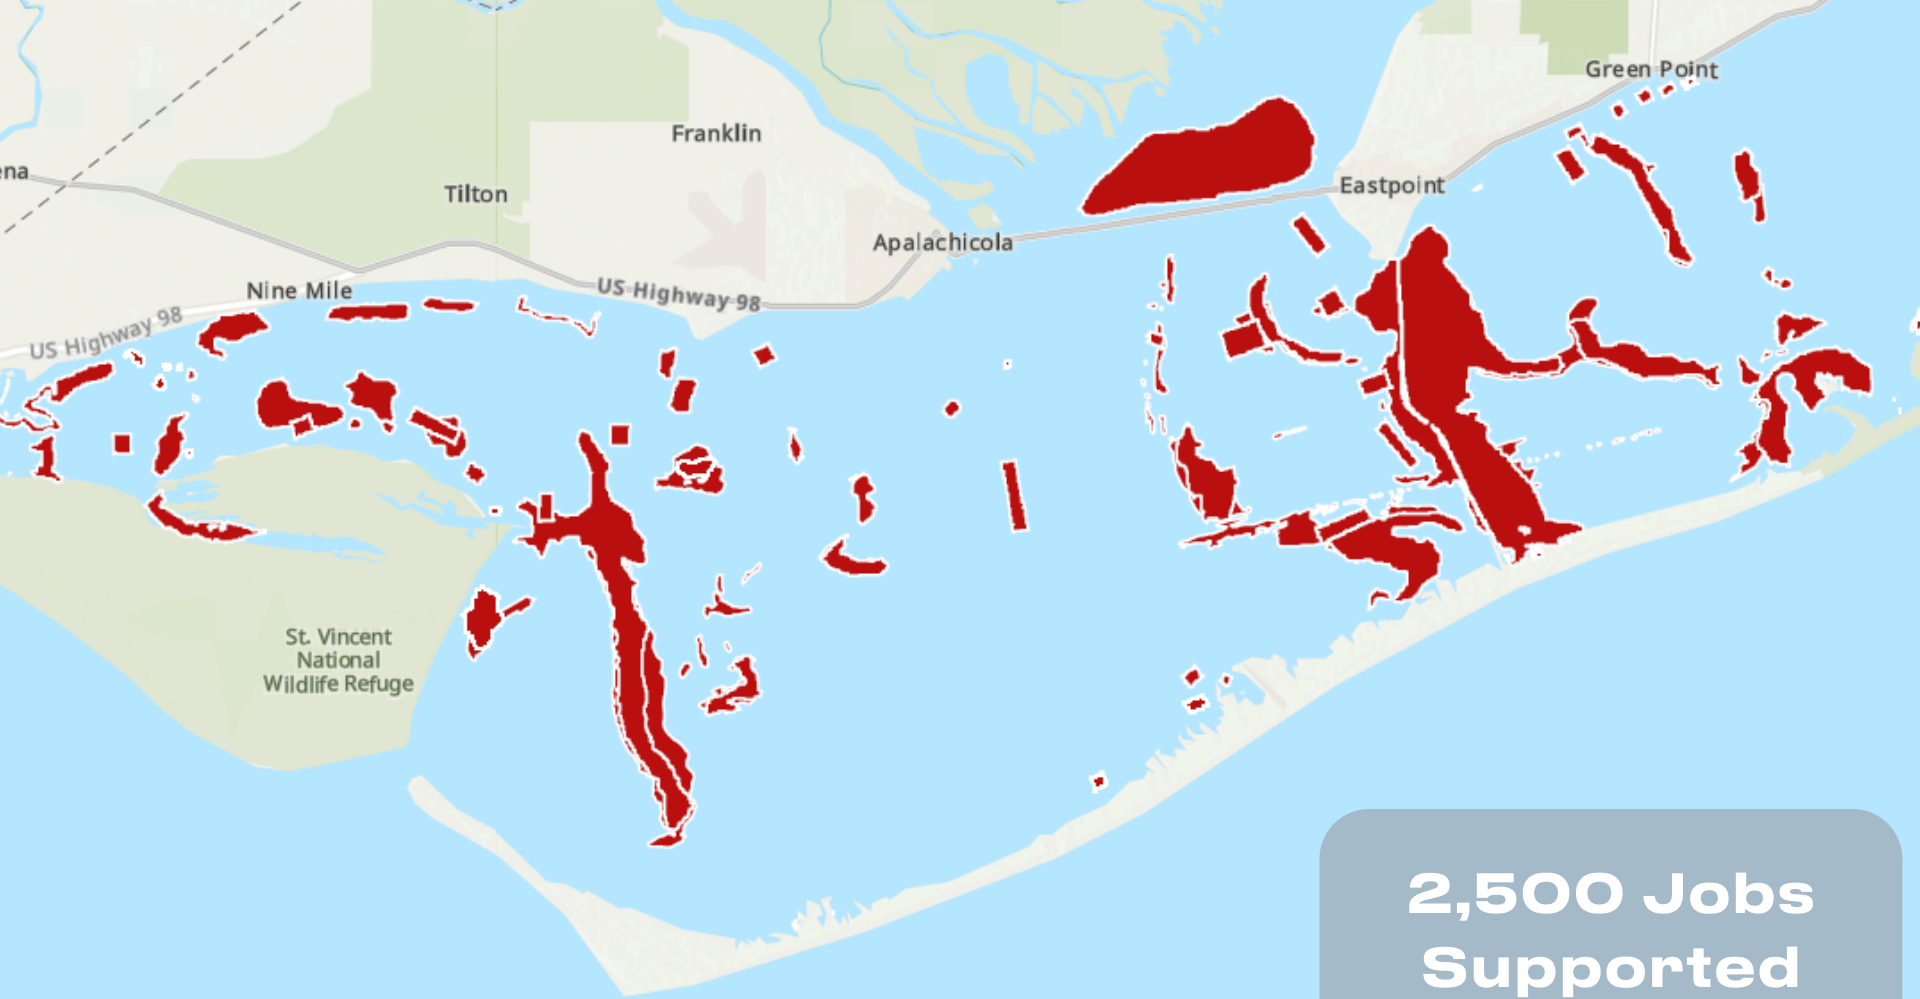 Green Point
Franklin
ena
Tilton
Eastpoint
Apalachicola
Nine Mile
US Highway 98
US Highway 98
St. Vincent
National
Wildlife Refuge
2,500 Jobs
Supported